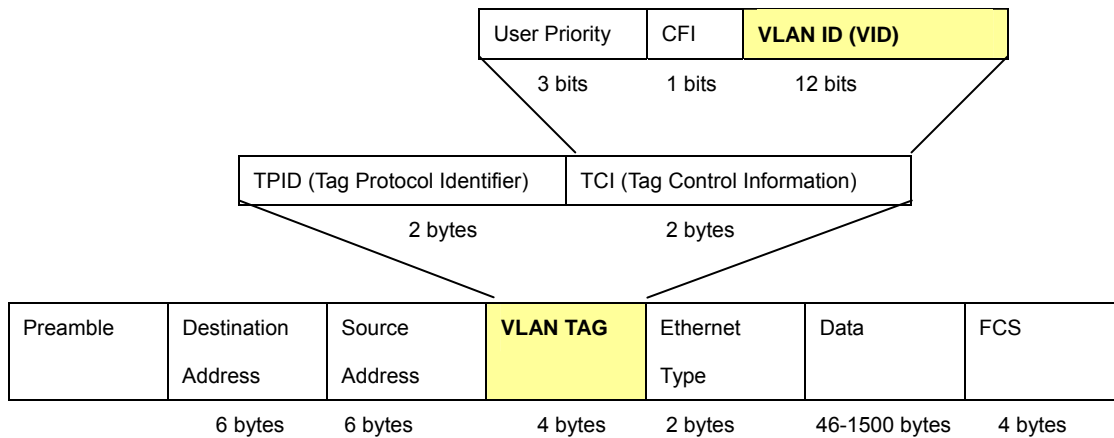 User Priority CFI VLAN ID (VID)
3 bits 1 bits 12 bits
TPID (Tag Protocol Identifier) TCI (Tag Control Information)
2 bytes 2 bytes
Preamble Destination Source VLAN TAG Ethernet Data FCS
Address Address Type
6 bytes 6 bytes 4 bytes 2 bytes 46-1500 bytes 4 bytes